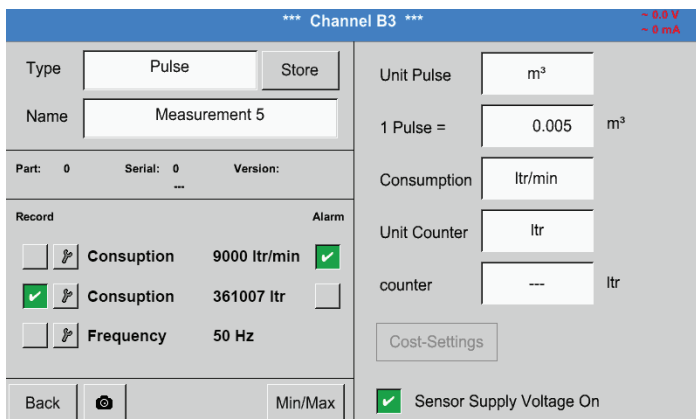 *** Channel B3 ***
~ 0.0 V
~ 0 mA
Type Pulse Store
Name Measurement 5
Part: 0 Serial: 0 Version:
---
Record Alarm
Consuption 9000 ltr/min
Consuption 361007 ltr
Frequency 50 Hz
Back Min/Max
Unit Pulse m³
1 Pulse = 0.005 m³
Consumption ltr/min
Unit Counter ltr
counter --- ltr
Cost-Settings
Sensor Supply Voltage On